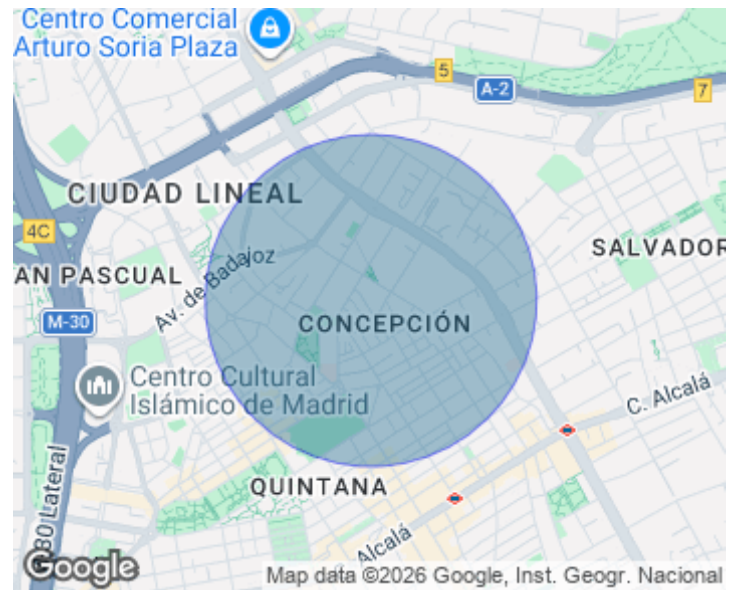 Centro Comercial
Arturo Soria Plaza
5
A-2
7
CIUDAD LINEAL
4C
SALVADOR
AN PASCUAL
Av. de Badajoz
M-30
CONCEPCIÓN
Centro Cultural
Islámico de Madrid
C. Alcalá
QUINTANA
30 Lateral
Alcalá
Google
Map data ©2026 Google, Inst. Geogr. Nacional